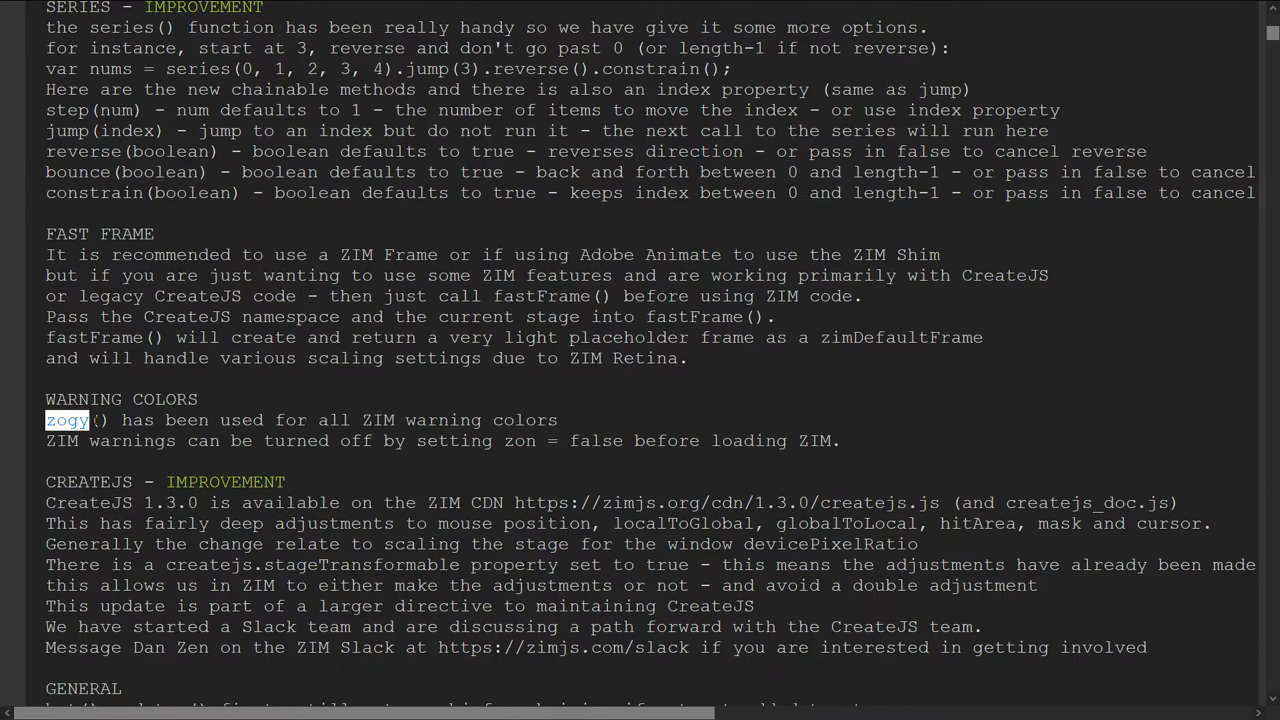 SERIES - IMPROVEMENT
the series() function has been really handy so we have give it some more options.
for instance, start at 3, reverse and don't go past 0 (or length-1 if not reverse):
var nums = series(0, 1, 2, 3, 4).jump(3).reverse().constrain();
Here are the new chainable methods and there is also an index property (same as jump)
step(num) - num defaults to 1 - the number of items to move the index - or use index property
jump(index) - jump to an index but do not run it - the next call to the series will run here
reverse(boolean) - boolean defaults to true - reverses direction - or pass in false to cancel reverse
bounce(boolean) - boolean defaults to true - back and forth between 0 and length-1 - or pass in false to cancel
constrain(boolean) - boolean defaults to true - keeps index between 0 and length-1 - or pass in false to cancel
FAST FRAME
It is recommended to use a ZIM Frame or if using Adobe Animate to use the ZIM Shim
but if you are just wanting to use some ZIM features and are working primarily with CreateJS
or legacy CreateJS code - then just call fastFrame() before using ZIM code.
Pass the CreateJS namespace and the current stage into fastFrame().
fastFrame() will create and return a very light placeholder frame as a zimDefaultFrame
and will handle various scaling settings due to ZIM Retina.
WARNING COLORS
zogy() has been used for all ZIM warning colors
ZIM warnings can be turned off by setting zon = false before loading ZIM.
CREATEJS - IMPROVEMENT
CreateJS 1.3.0 is available on the ZIM CDN https://zimjs.org/cdn/1.3.0/createjs.js (and createjs_doc.js)
This has fairly deep adjustments to mouse position, localToGlobal, globalToLocal, hitArea, mask and cursor.
Generally the change relate to scaling the stage for the window devicePixelRatio
There is a createjs.stageTransformable property set to true - this means the adjustments have already been made
this allows us in ZIM to either make the adjustments or not - and avoid a double adjustment
This update is part of a larger directive to maintaining CreateJS
We have started a Slack team and are discussing a path forward with the CreateJS team.
Message Dan Zen on the ZIM Slack at https://zimjs.com/slack if you are interested in getting involved
GENERAL